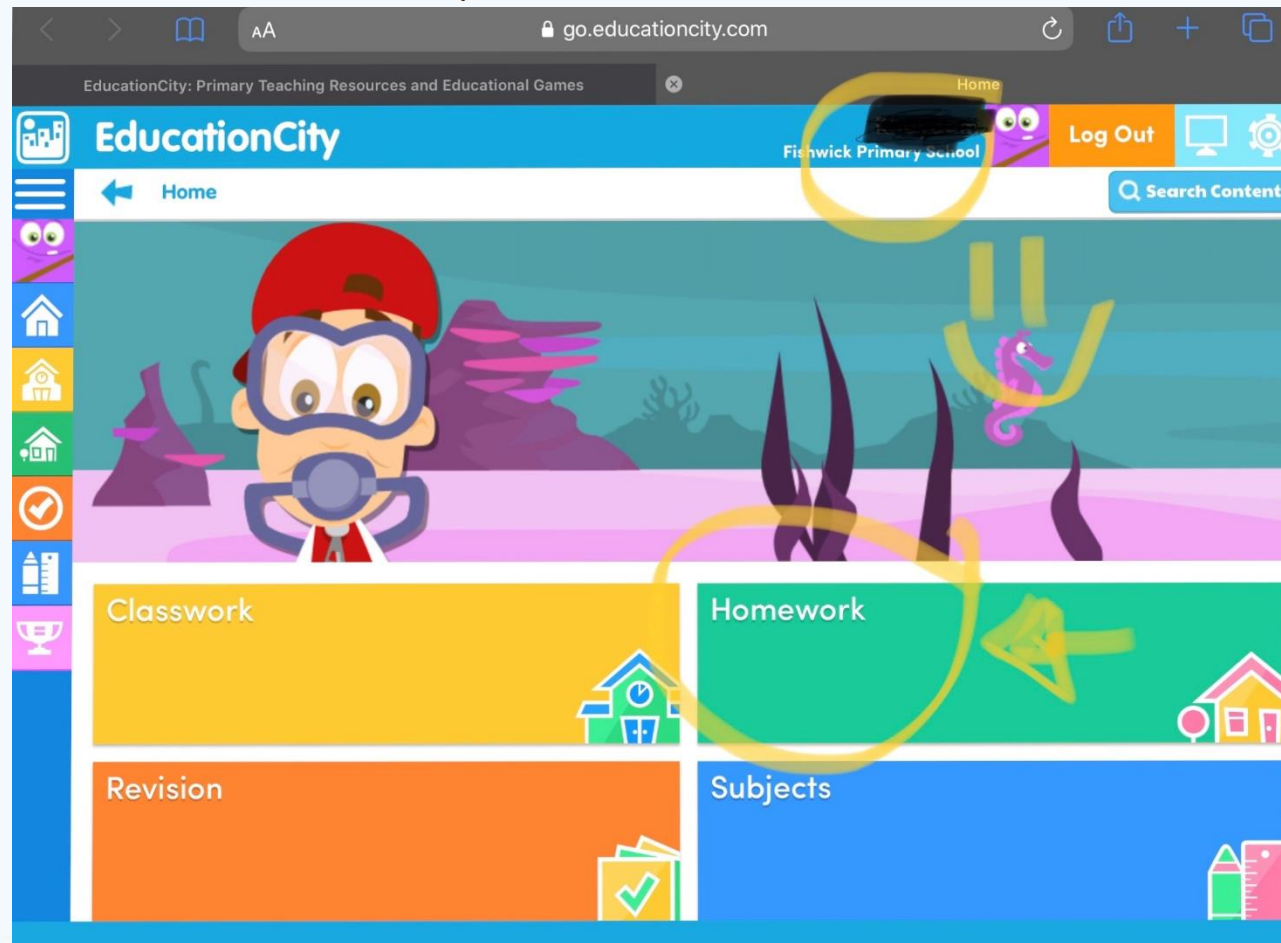 AA
go.educationcity.com
EducationCity: Primary Teaching Resources and Educational Games
Home
EducationCity
Fishwick Primary School
Log Out
Home
Search Content
Classwork
Homework
Revision
Subjects